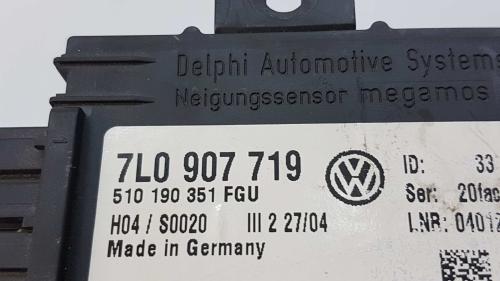 Delphi Automotive Systems
Neigungssensor megamos
7L0 907 719
510 190 351 FGU
H04 / S0020 III 2 27/04
Made in Germany
ID: 33
Ser: 20fac
LNR: 04012